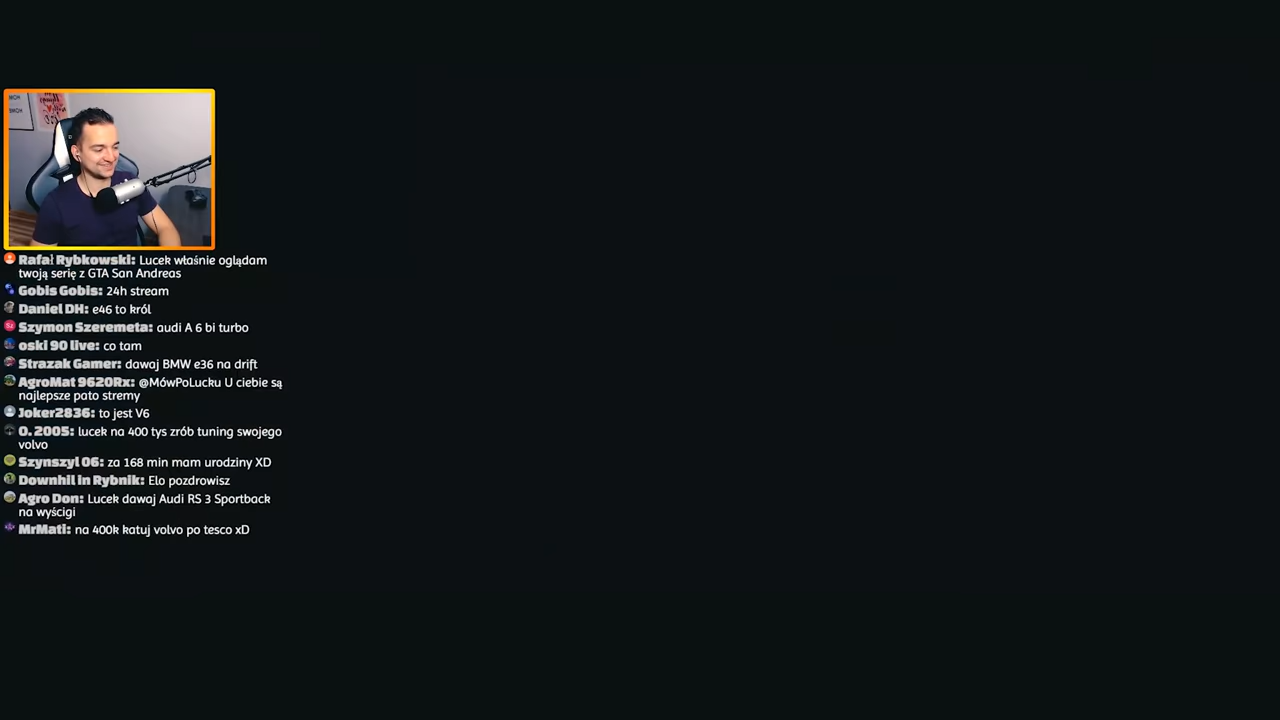 Rafał Rybkowski: Lucek właśnie oglądam
twoją serię z GTA San Andreas
Gobis Gobis: 24h stream
Daniel DH: e46 to król
Szymon Szeremeta: audi A 6 bi turbo
oski 90 live: co tam
Strazak Gamer: dawaj BMW e36 na drift
AgroMat 9620Rx: @MówPoLucku U ciebie są
najlepsze pato stremy
Joker2836: to jest V6
O. 2005: lucek na 400 tys zrób tuning swojego
volvo
Szynszyl 06: za 168 min mam urodziny XD
Downhil in Rybnik: Elo pozdrowisz
Agro Don: Lucek dawaj Audi RS 3 Sportback
na wyścigi
MrMati: na 400k katuj volvo po tesco xD